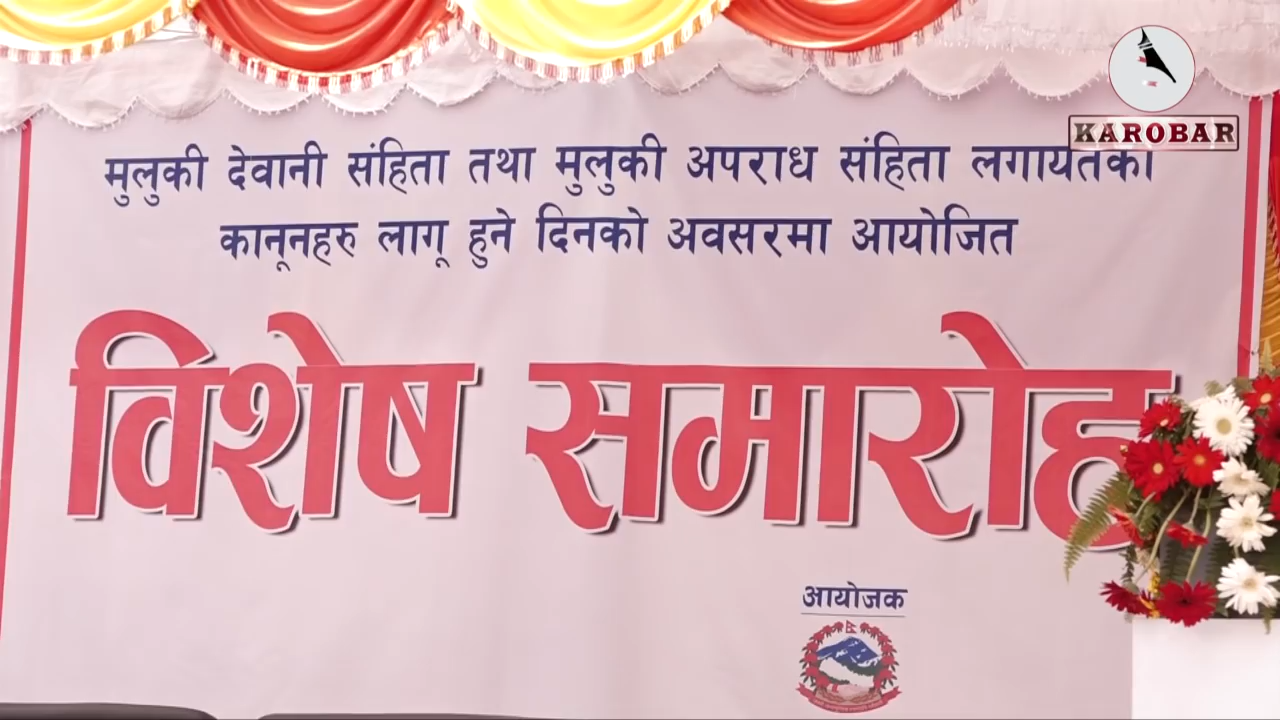 KAROBAR
मुलुकी देवानी संहिता तथा मुलुकी अपराध संहिता लगायतका
कानूनहरु लागू हुने दिनको अवसरमा आयोजित
विशेष समारोह
आयोजक